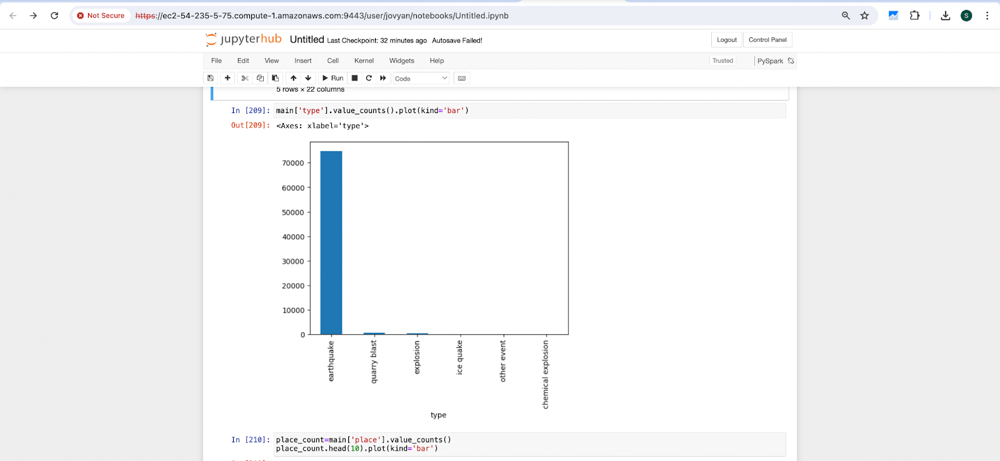 Not Secure https://ec2-54-235-5-75.compute-1.amazonaws.com:9443/user/jovyan/notebooks/Untitled.ipynb S
jupyterhub Untitled Last Checkpoint: 32 minutes ago Autosave Failed! Logout Control Panel
File Edit View Insert Cell Kernel Widgets Help Trusted PySpark
Run Code
5 rows × 22 columns
In [209]: main['type'].value_counts().plot(kind='bar')
Out[209]: <Axes: xlabel='type'>
70000
60000
50000
40000
30000
20000
10000
0
earthquake
quarry blast
explosion
ice quake
other event
chemical explosion
type
In [210]: place_count=main['place'].value_counts()
place_count.head(10).plot(kind='bar')